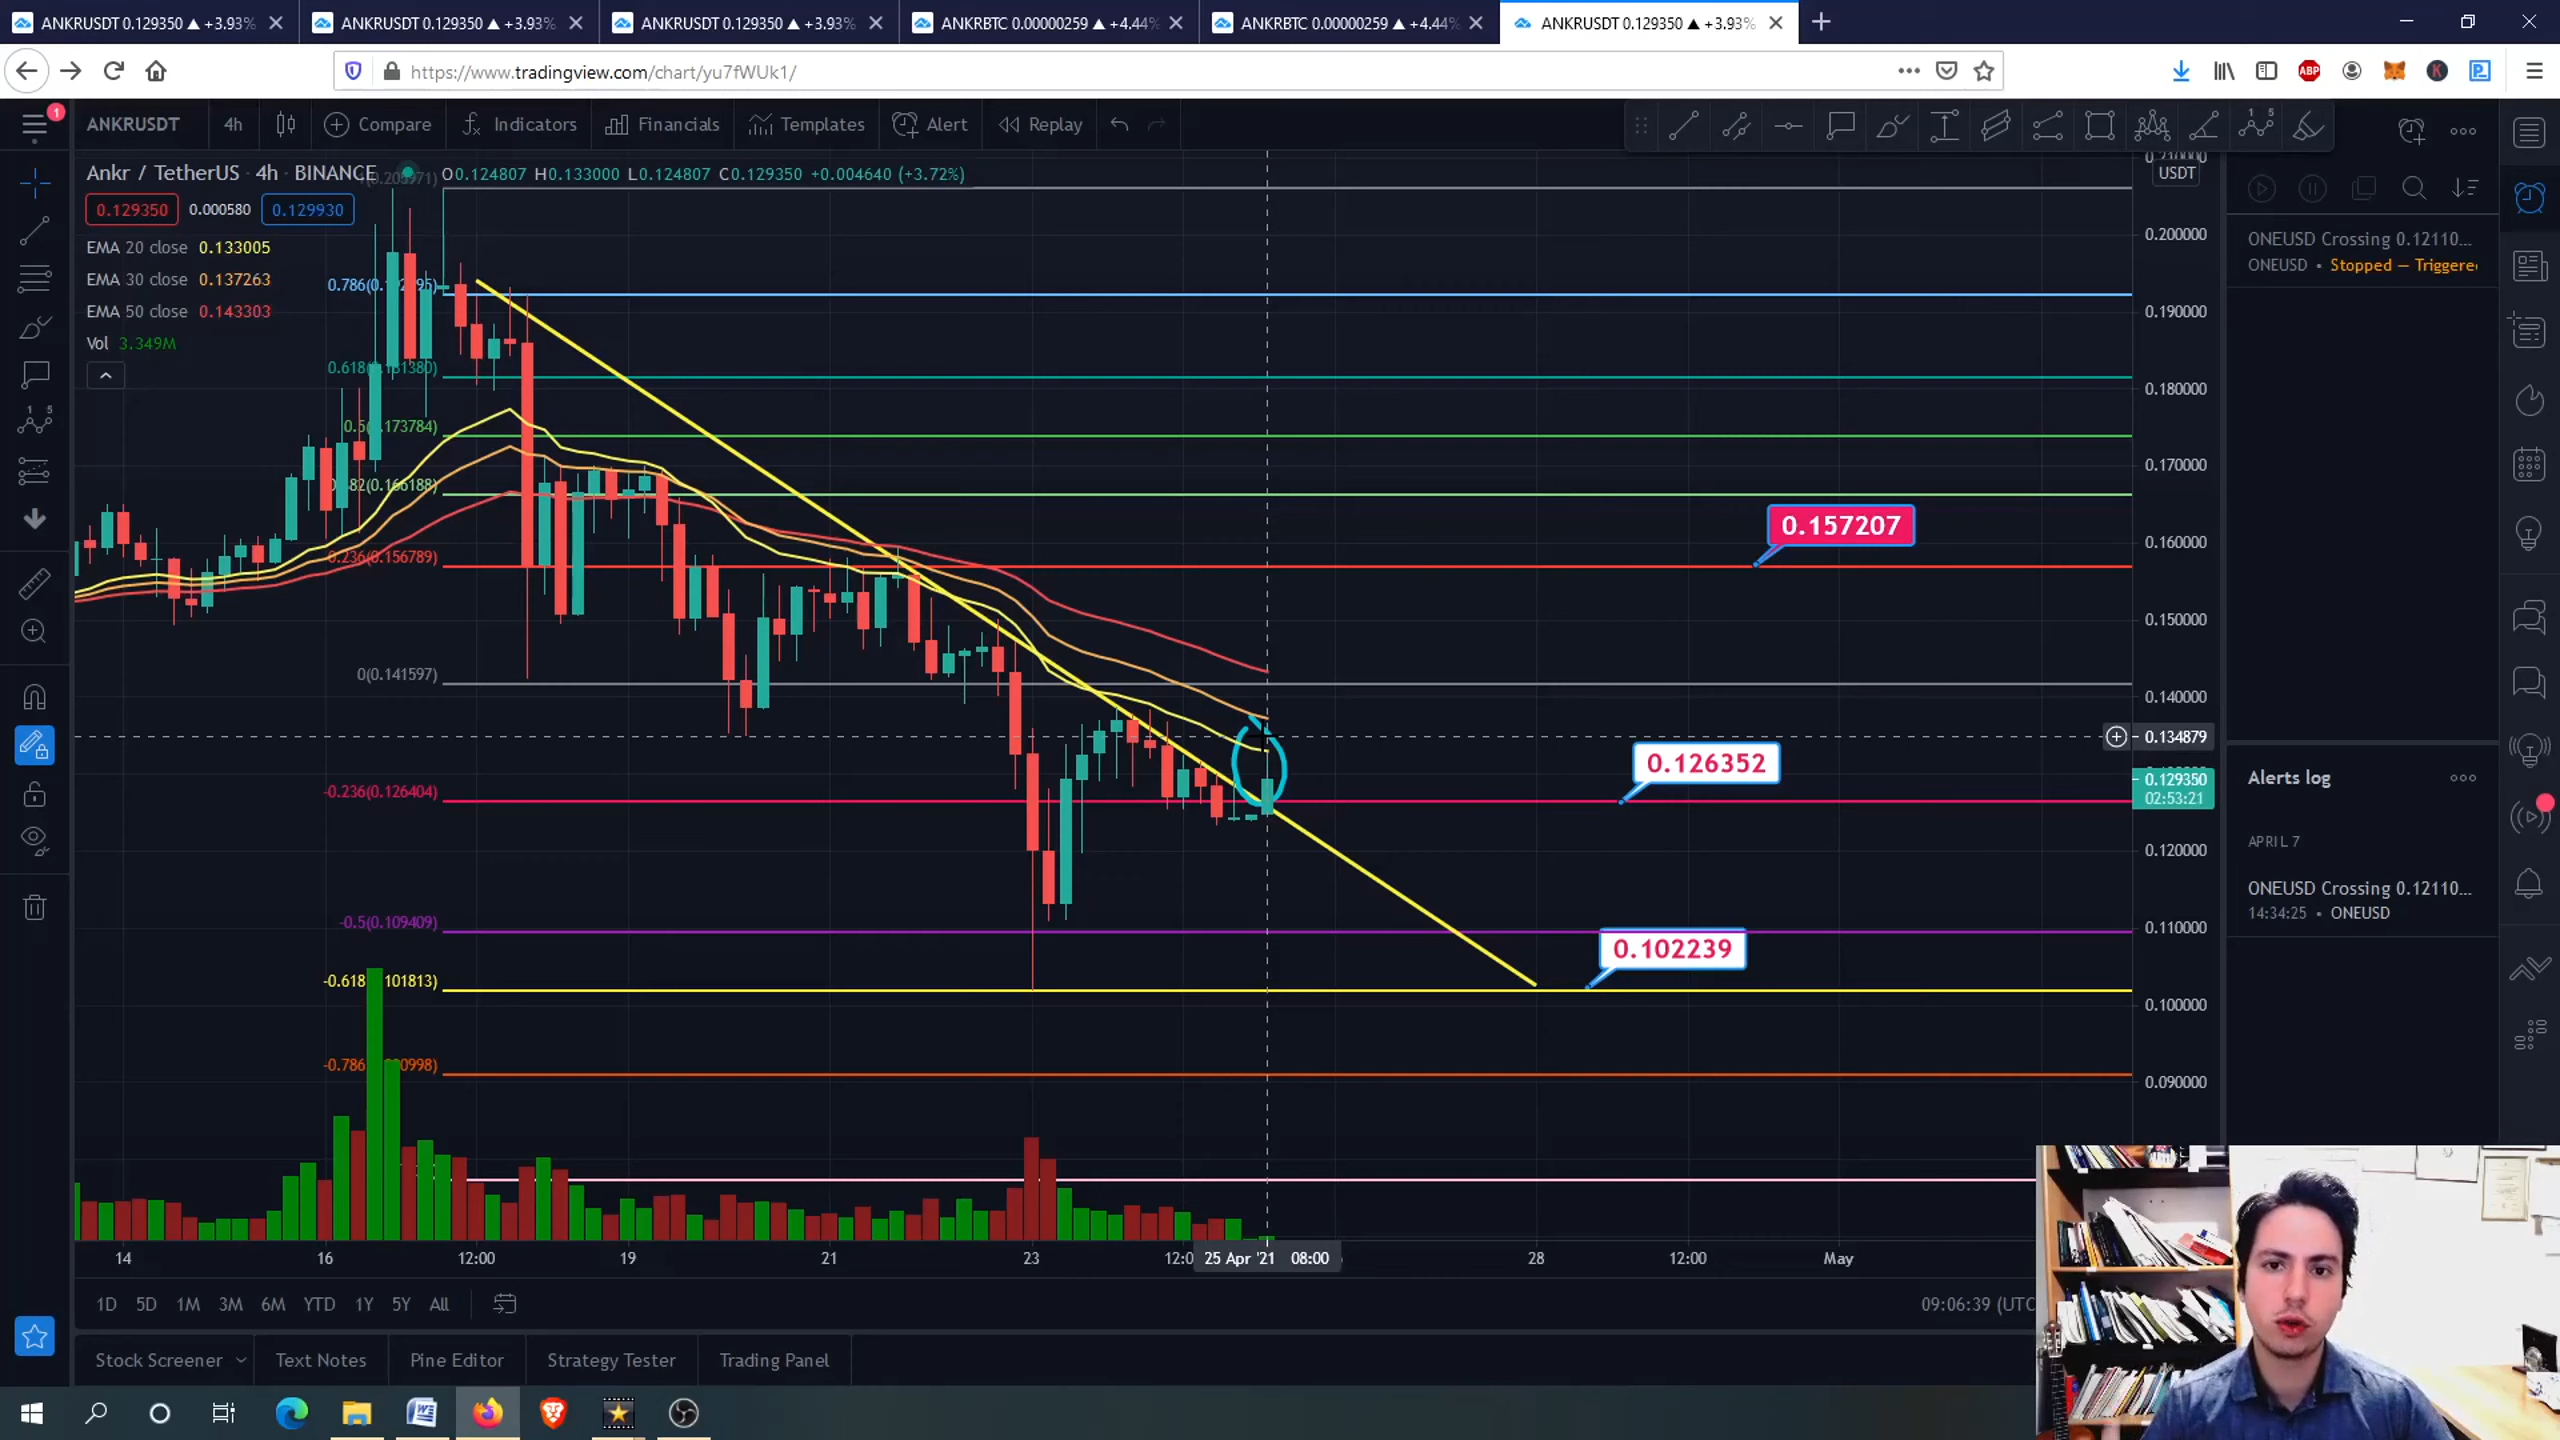 ANKRUSDT 0.129350 ▲ +3.93%
ANKRUSDT 0.129350 ▲ +3.93%
ANKRUSDT 0.129350 ▲ +3.93%
ANKRBTC 0.00000259 ▲ +4.44%
ANKRBTC 0.00000259 ▲ +4.44%
ANKRUSDT 0.129350 ▲ +3.93%
https://www.tradingview.com/chart/yu7fWUk1/
ABP
K
1
ANKRUSDT 4h Compare Indicators Financials Templates Alert Replay
Ankr / TetherUS · 4h · BINANCE O0.124807 H0.133000 L0.124807 C0.129350 +0.004640 (+3.72%)
0.129350 0.000580 0.129930
EMA 20 close 0.133005
EMA 30 close 0.137263
EMA 50 close 0.143303
Vol 3.349M
0.5(0.173784)
0.236(0.156789)
0(0.141597)
-0.236(0.126404)
-0.5(0.109409)
-0.618
101813)
-0.786
0.157207
0.126352
0.102239
USDT
0.200000
0.190000
0.180000
0.170000
0.160000
0.150000
0.140000
0.134879
0.129350
02:53:21
0.120000
0.110000
0.100000
0.090000
14 16 12:00 19 21 23 25 Apr '21 08:00 28 12:00 May
1D 5D 1M 3M 6M YTD 1Y 5Y All
09:06:39 (UTC
Stock Screener Text Notes Pine Editor Strategy Tester Trading Panel
ONEUSD Crossing 0.12110...
ONEUSD • Stopped — Triggered
Alerts log
APRIL 7
ONEUSD Crossing 0.12110...
14:34:25 • ONEUSD